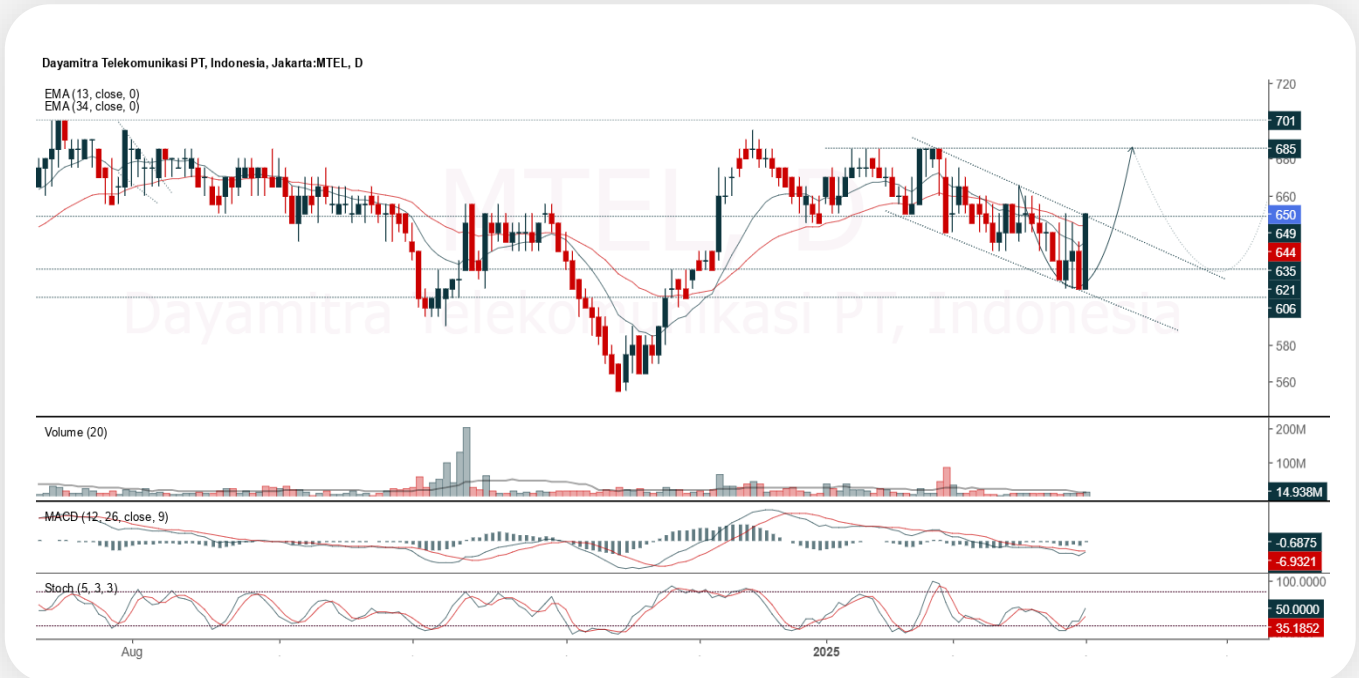 Dayamitra Telekomunikasi PT, Indonesia, Jakarta:MTEL, D
EMA (13, close, 0)
EMA (34, close, 0)
720
701
685
680
660
650
649
644
635
621
606
580
560
MTEL, D
Dayamitra Telekomunikasi PT, Indonesia
Volume (20)
200M
100M
14.938M
MACD (12, 26, close, 9)
-0.6875
-6.9321
Stoch (5, 3, 3)
100.0000
50.0000
35.1852
Aug
2025